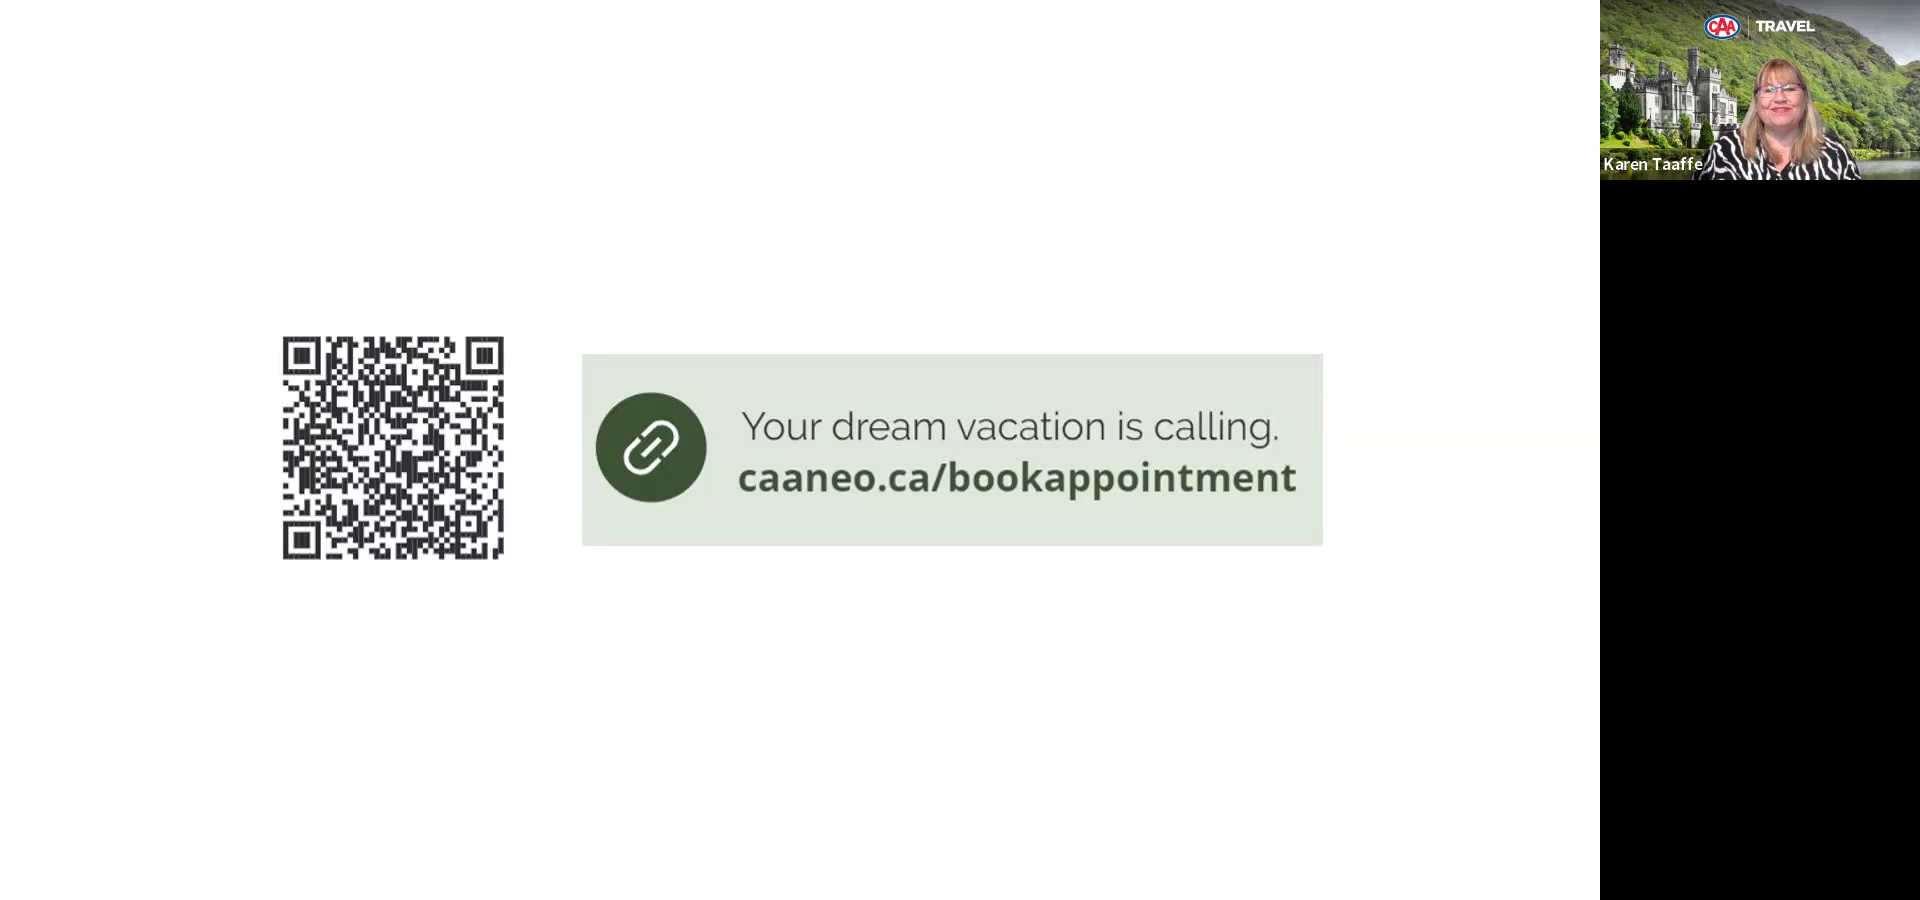 Your dream vacation is calling.
caaneo.ca/bookappointment
CAA TRAVEL
Karen Taaffe